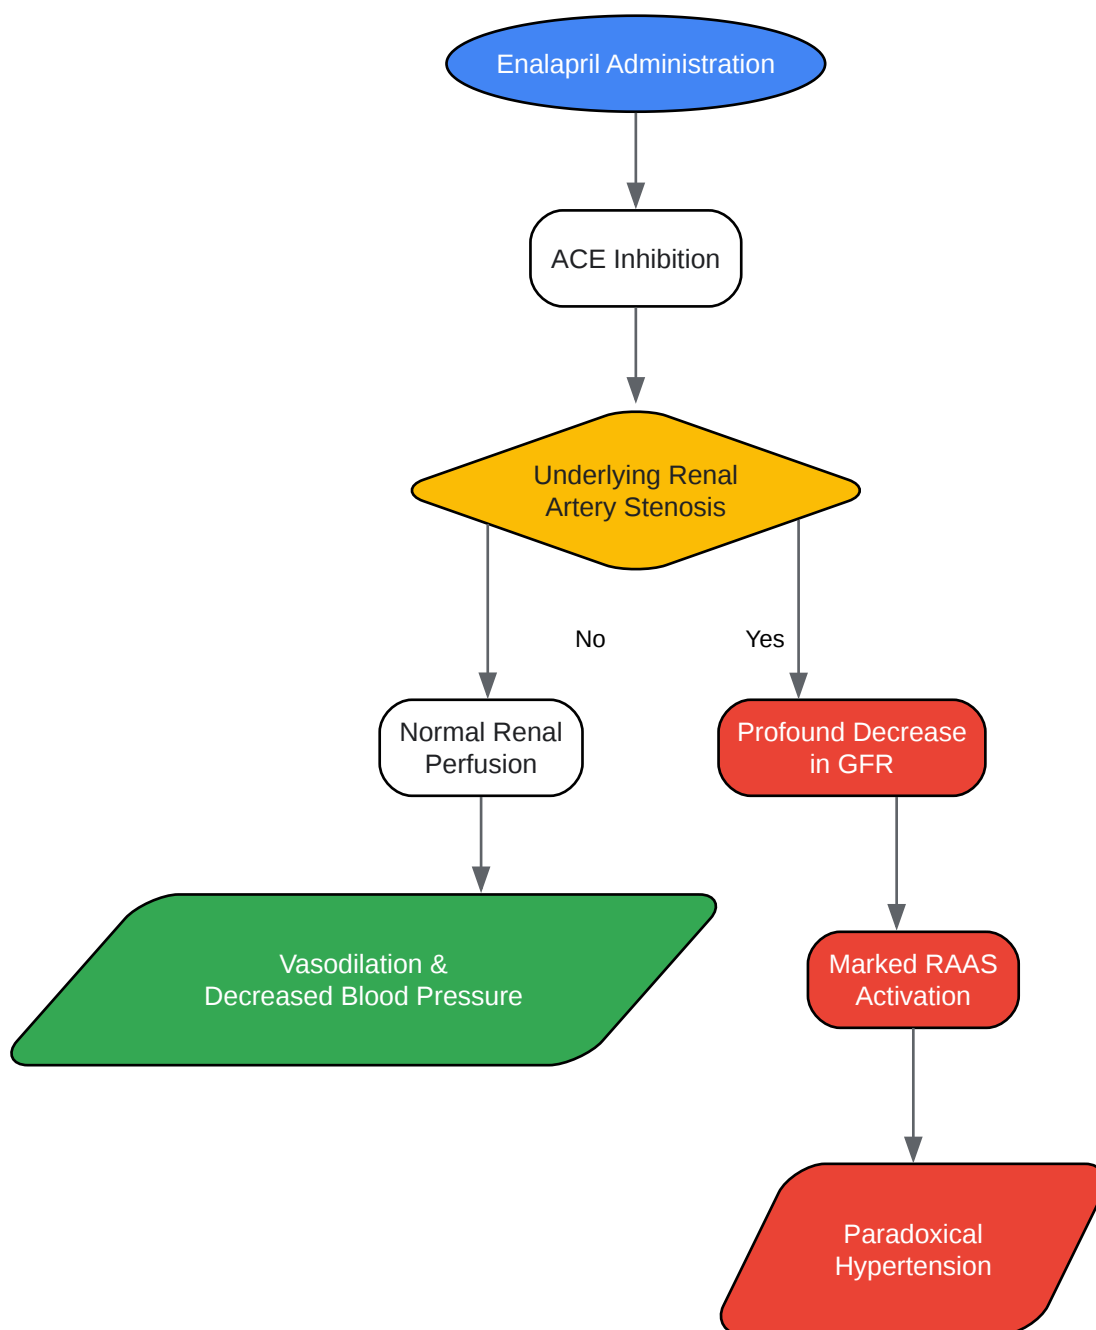 Enalapril Administration
ACE Inhibition
Underlying Renal
Artery Stenosis
No
Yes
Normal Renal
Perfusion
Profound Decrease
in GFR
Vasodilation &
Decreased Blood Pressure
Marked RAAS
Activation
Paradoxical
Hypertension